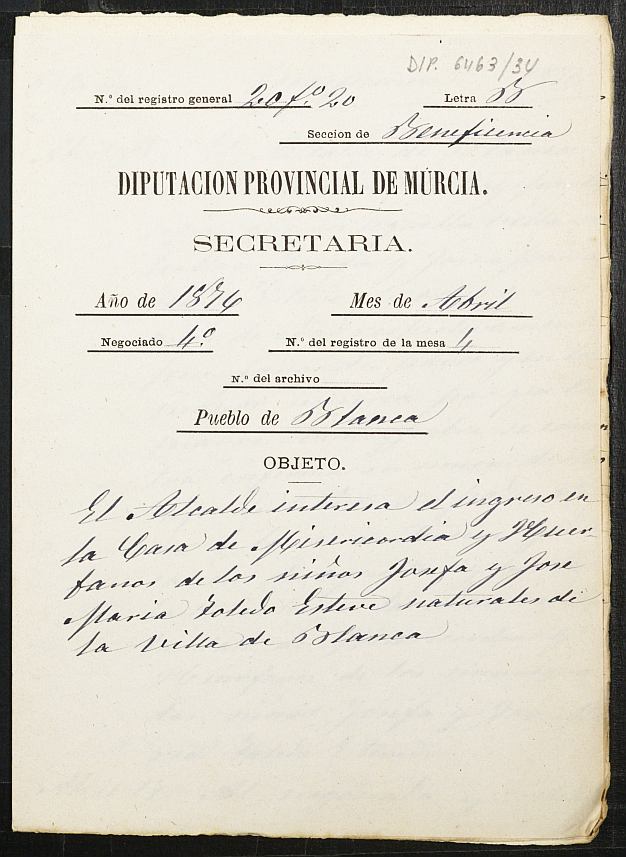 DIP. 6463/34
N.º del registro general 20 fº 20 Letra B
Seccion de Beneficencia
DIPUTACION PROVINCIAL DE MÚRCIA.
SECRETARIA.
Año de 1874 Mes de Abril
Negociado 4.º N.º del registro de la mesa 4
N.º del archivo
Pueblo de Blanca
OBJETO.
El Alcalde interesa el ingreso en
la Casa de Misericordia y Huer-
fanos de los niños Josefa y Jose
Maria Toledo Esteve naturales de
la Villa de Blanca